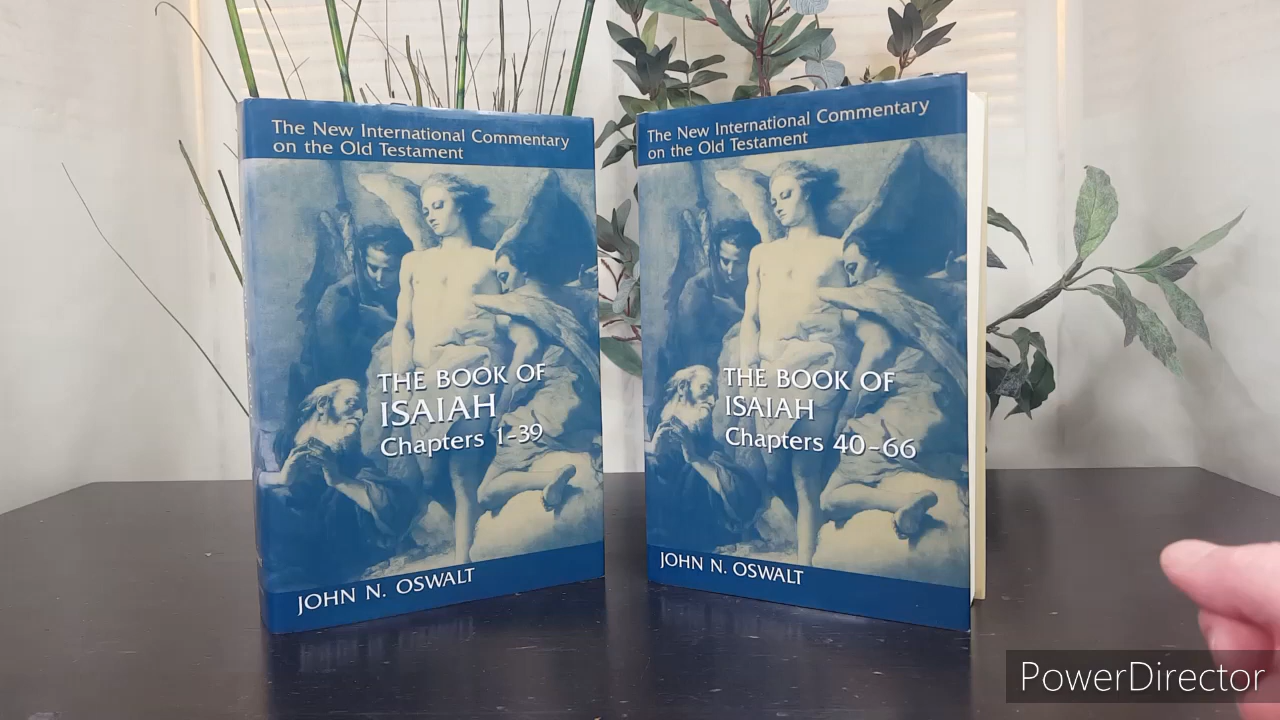 The New International Commentary
on the Old Testament
THE BOOK OF
ISAIAH
Chapters 1-39
JOHN N. OSWALT
The New International Commentary
on the Old Testament
THE BOOK OF
ISAIAH
Chapters 40-66
JOHN N. OSWALT
PowerDirector